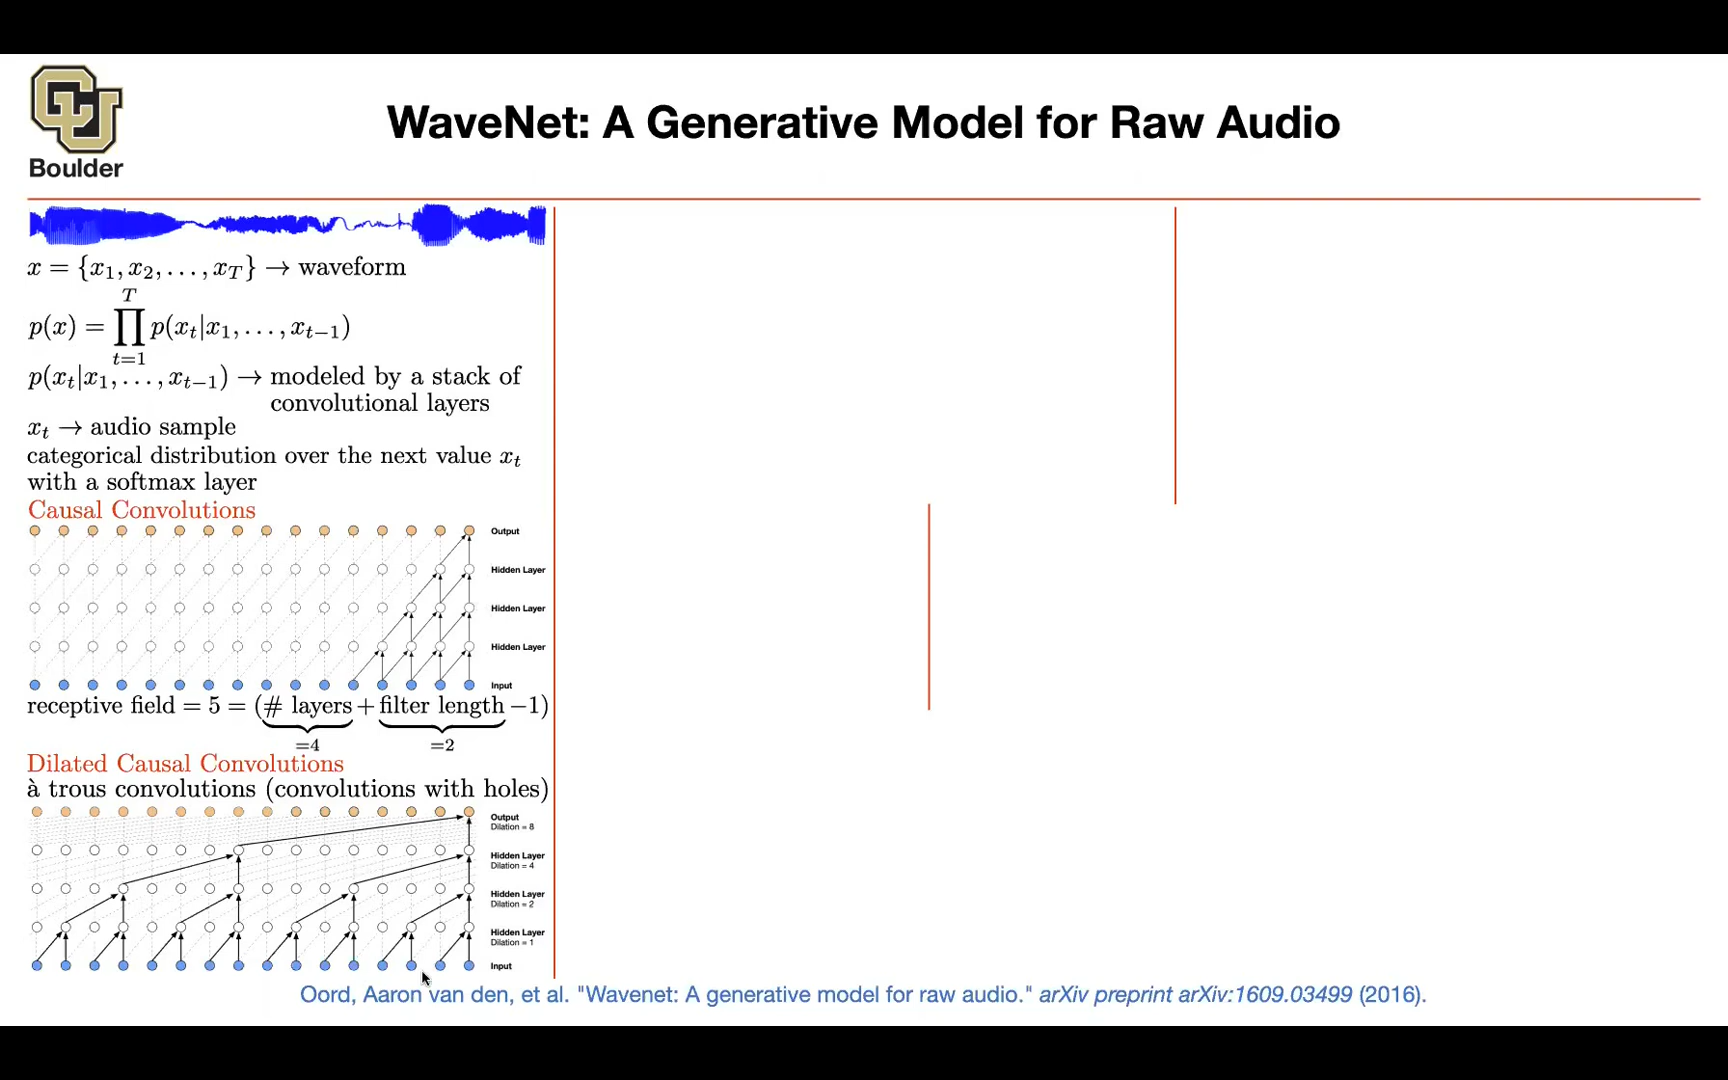 CU
Boulder
WaveNet: A Generative Model for Raw Audio
x = {x₁, x₂, . . . , x_T} → waveform
p(x) = ∏_{t=1}^{T} p(x_t|x₁, . . . , x_{t−1})
p(x_t|x₁, . . . , x_{t−1}) → modeled by a stack of
convolutional layers
x_t → audio sample
categorical distribution over the next value x_t
with a softmax layer
Causal Convolutions
Output
Hidden Layer
Hidden Layer
Hidden Layer
Input
receptive field = 5 = (# layers + filter length −1)
=4 =2
Dilated Causal Convolutions
à trous convolutions (convolutions with holes)
Output
Dilation = 8
Hidden Layer
Dilation = 4
Hidden Layer
Dilation = 2
Hidden Layer
Dilation = 1
Input
Oord, Aaron van den, et al. "Wavenet: A generative model for raw audio." arXiv preprint arXiv:1609.03499 (2016).